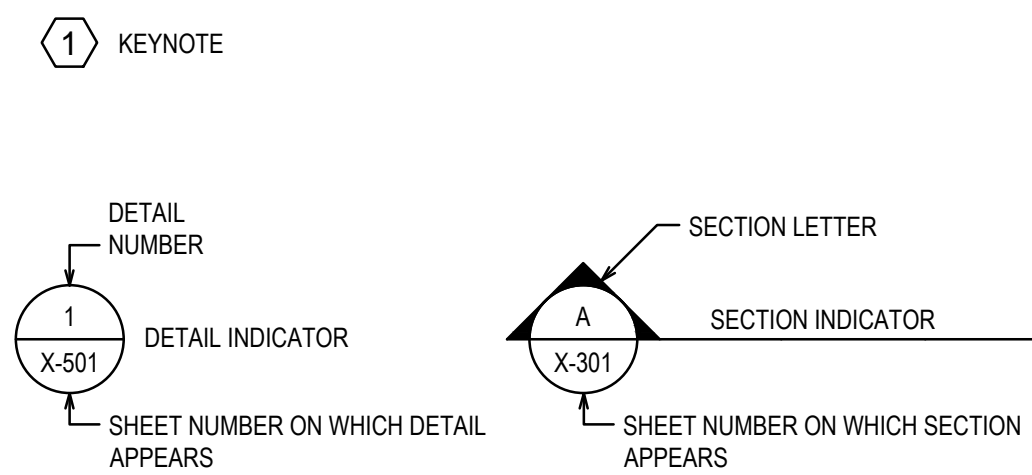 1 KEYNOTE
DETAIL
NUMBER
1
X-501
DETAIL INDICATOR
SHEET NUMBER ON WHICH DETAIL
APPEARS
SECTION LETTER
A
X-301
SECTION INDICATOR
SHEET NUMBER ON WHICH SECTION
APPEARS